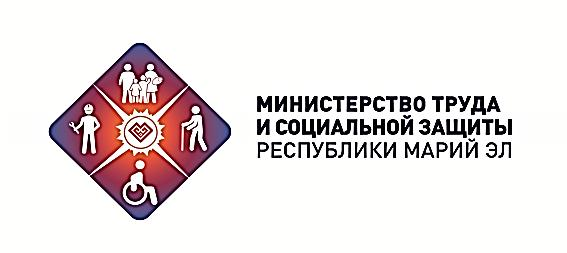 МИНИСТЕРСТВО ТРУДА
И СОЦИАЛЬНОЙ ЗАЩИТЫ
РЕСПУБЛИКИ МАРИЙ ЭЛ